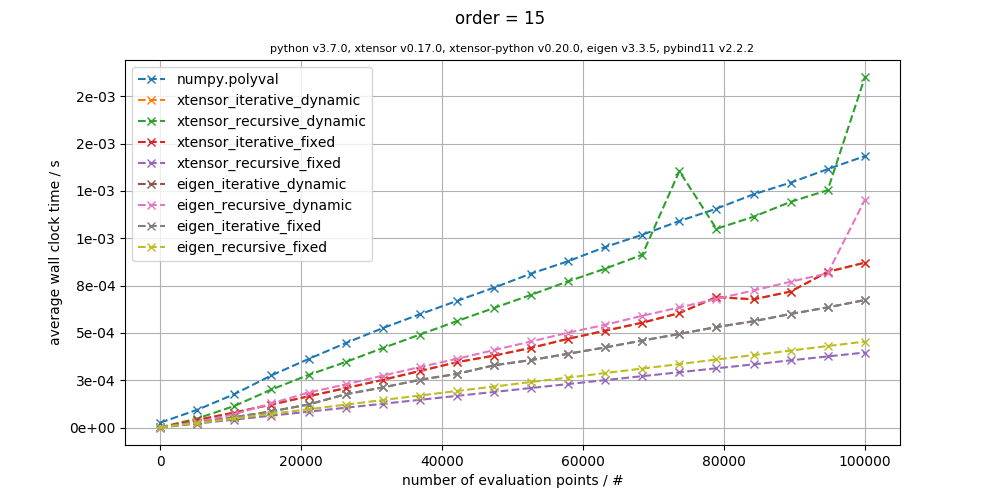 order = 15
python v3.7.0, xtensor v0.17.0, xtensor-python v0.20.0, eigen v3.3.5, pybind11 v2.2.2
average wall clock time / s
2e-03
2e-03
1e-03
1e-03
8e-04
5e-04
3e-04
0e+00
numpy.polyval
xtensor_iterative_dynamic
xtensor_recursive_dynamic
xtensor_iterative_fixed
xtensor_recursive_fixed
eigen_iterative_dynamic
eigen_recursive_dynamic
eigen_iterative_fixed
eigen_recursive_fixed
0 20000 40000 60000 80000 100000
number of evaluation points / #